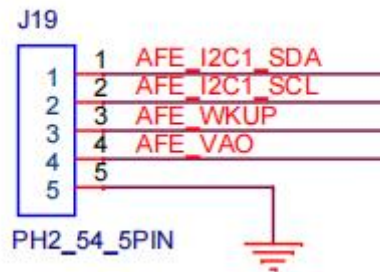 J19
1 1 AFE_I2C1_SDA
2 2 AFE_I2C1_SCL
3 3 AFE_WKUP
4 4 AFE_VAO
5 5
PH2_54_5PIN